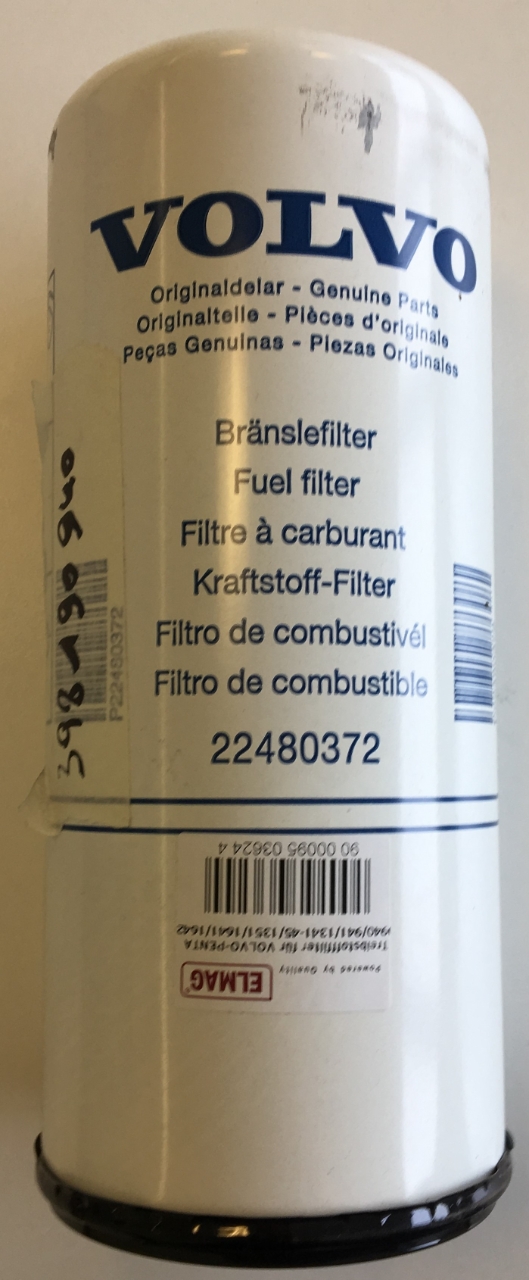 VOLVO
Originaldelar - Genuine Parts
Originalteile - Pièces d'originale
Peças Genuinas - Piezas Originales
Bränslefilter
Fuel filter
Filtre à carburant
Kraftstoff-Filter
Filtro de combustivél
Filtro de combustible
22480372
398190940
P22480372
ELMAG
Powered by Quality
Treibstofffilter für VOLVO-PENTA
940/941/1341-45/1351/1641/1642
90 00095 03624 4